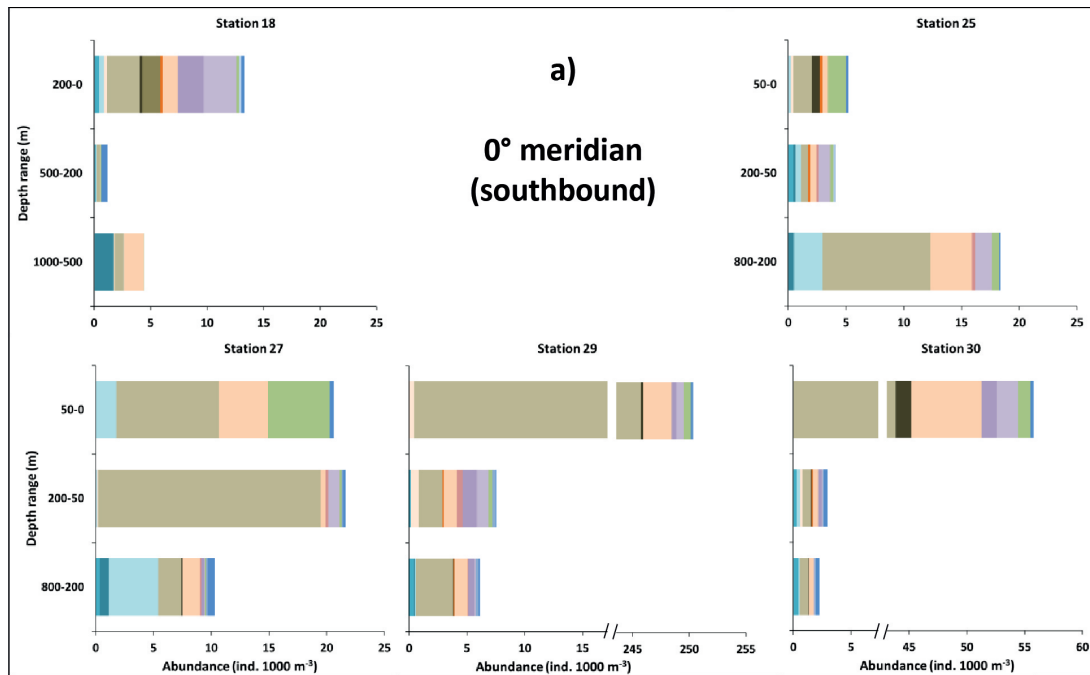 Station 18
Station 25
a)
0° meridian
(southbound)
Depth range (m)
200-0
500-200
1000-500
0 5 10 15 20 25
50-0
200-50
800-200
0 5 10 15 20 25
Station 27
Station 29
Station 30
Depth range (m)
50-0
200-50
800-200
0 5 10 15 20 25
0 5 10 15 245 250 255
0 5 45 50 55 60
Abundance (ind. 1000 m⁻³)
Abundance (ind. 1000 m⁻³)
Abundance (ind. 1000 m⁻³)